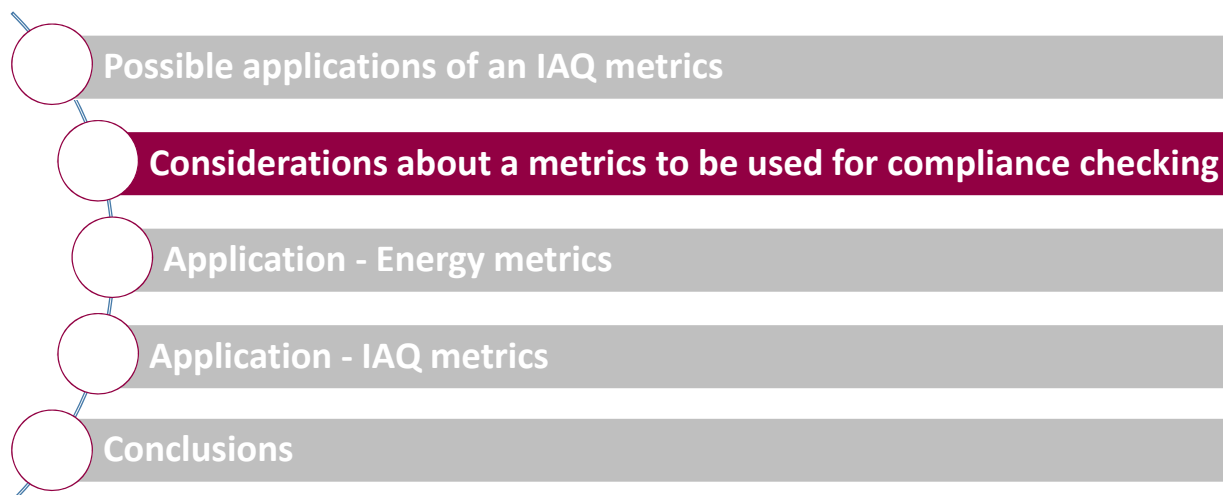 Possible applications of an IAQ metrics
Considerations about a metrics to be used for compliance checking
Application - Energy metrics
Application - IAQ metrics
Conclusions